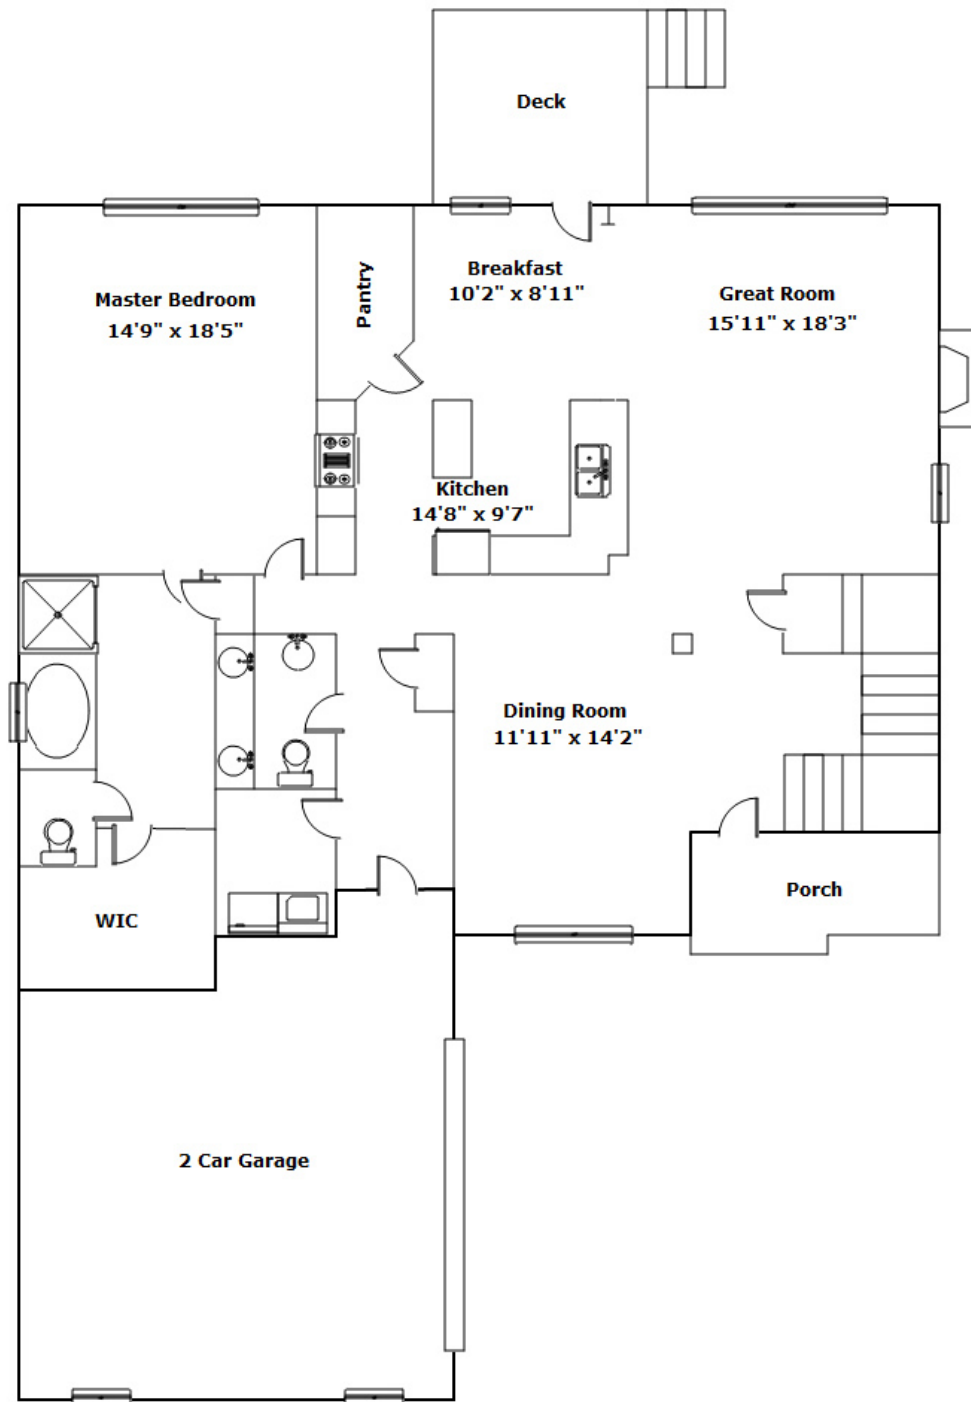 Deck
Breakfast
10'2" x 8'11"
Great Room
15'11" x 18'3"
Pantry
Master Bedroom
14'9" x 18'5"
Kitchen
14'8" x 9'7"
Dining Room
11'11" x 14'2"
Porch
WIC
2 Car Garage